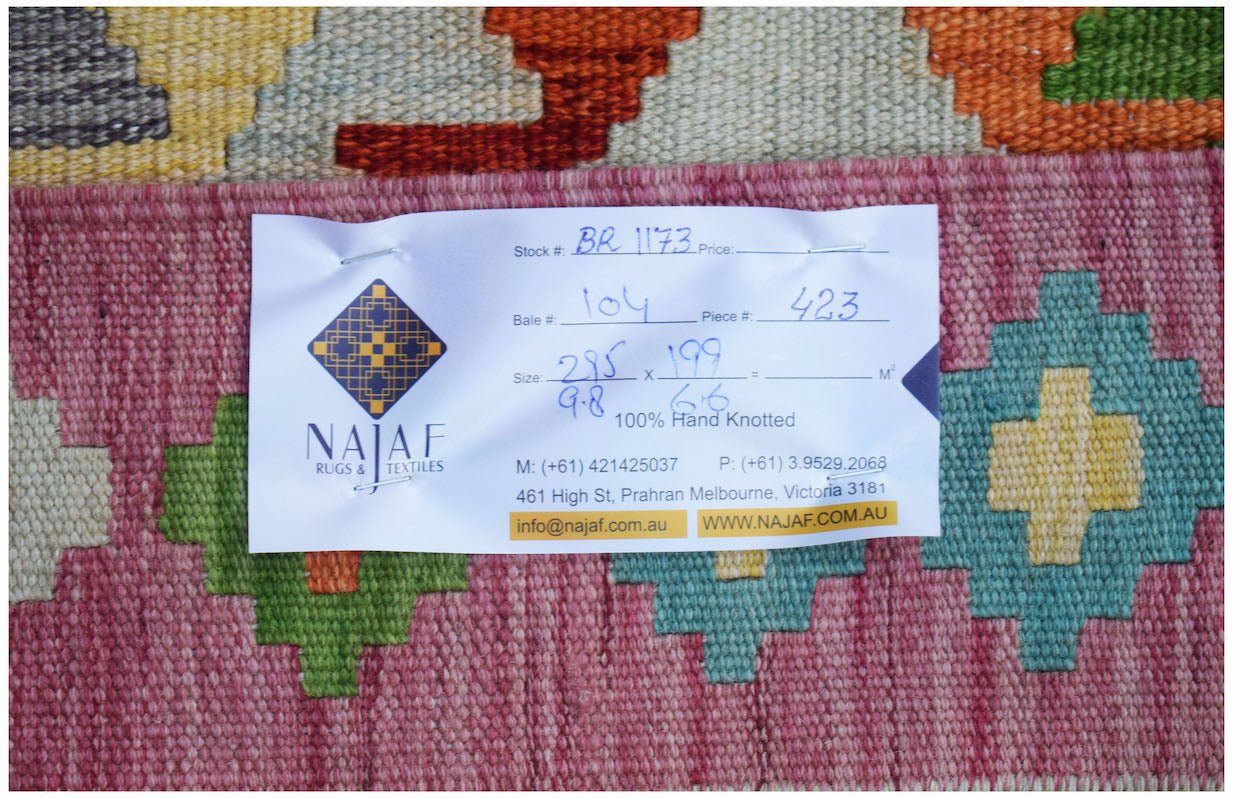 Stock #: BR 1173 Price:
Bale #: 104 Piece #: 423
Size: 295 X 199 = M²
9.8 6.6
100% Hand Knotted
NAJAF
RUGS & TEXTILES
M: (+61) 421425037 P: (+61) 3.9529.2068
461 High St, Prahran Melbourne, Victoria 3181
info@najaf.com.au WWW.NAJAF.COM.AU